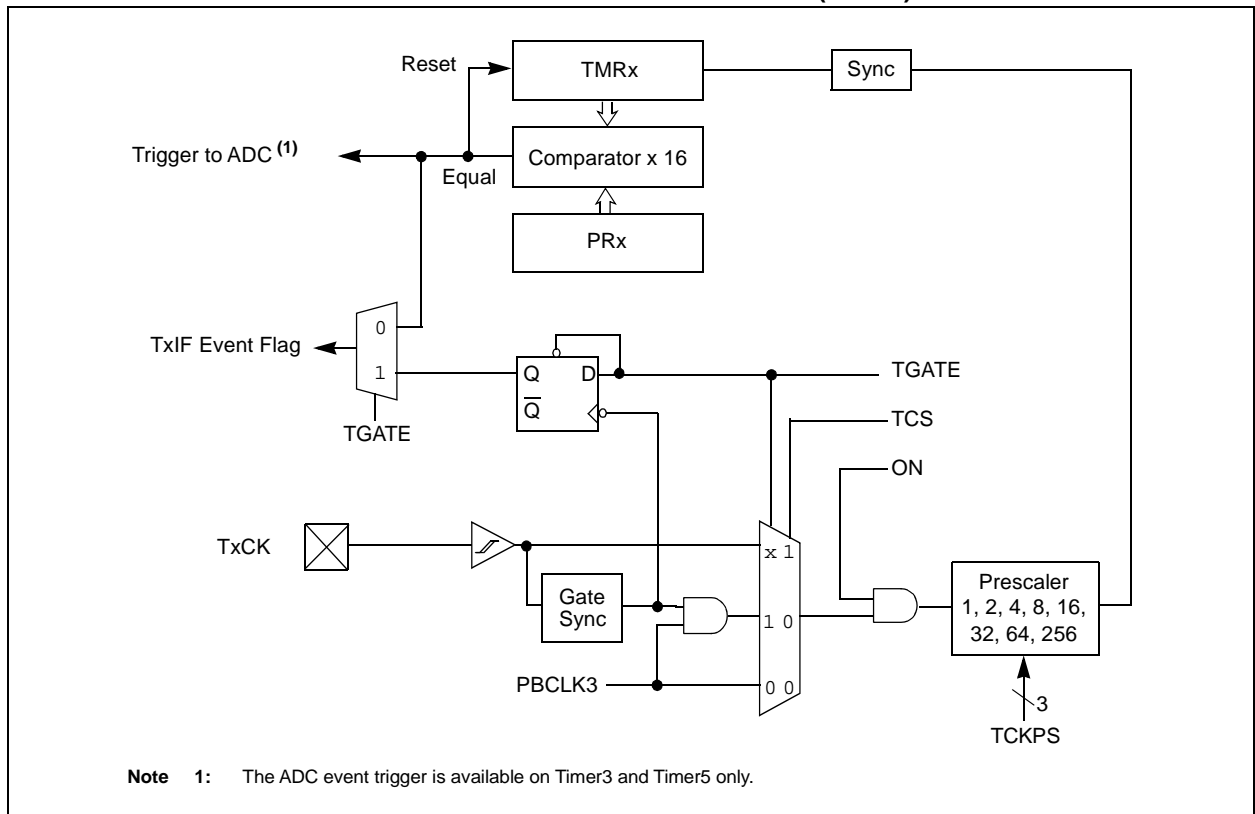 Reset
TMRx
Sync
Trigger to ADC (1)
Equal
Comparator x 16
PRx
TxIF Event Flag
0
1
TGATE
Q D
Q̅
TGATE
TCS
ON
TxCK
Gate
Sync
x 1
1 0
0 0
PBCLK3
Prescaler
1, 2, 4, 8, 16,
32, 64, 256
3
TCKPS
Note 1: The ADC event trigger is available on Timer3 and Timer5 only.